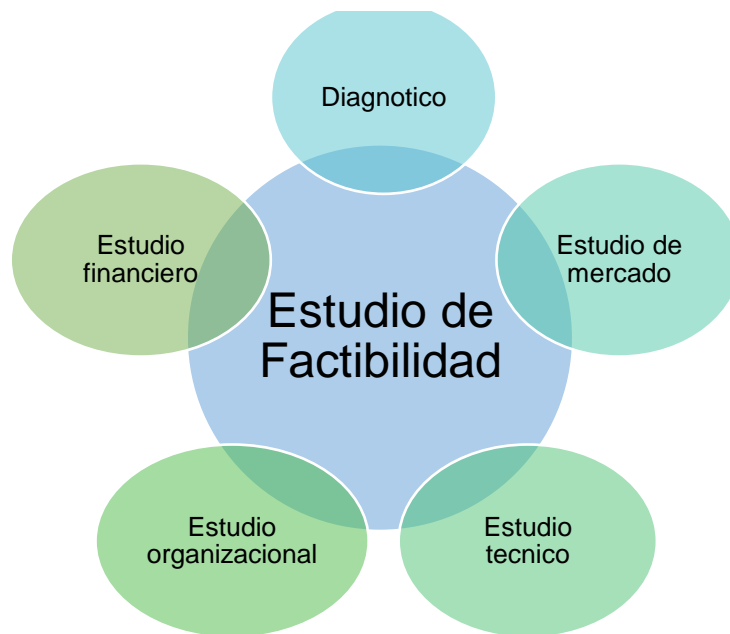 Diagnotico
Estudio
financiero
Estudio de
mercado
Estudio de
Factibilidad
Estudio
organizacional
Estudio
tecnico